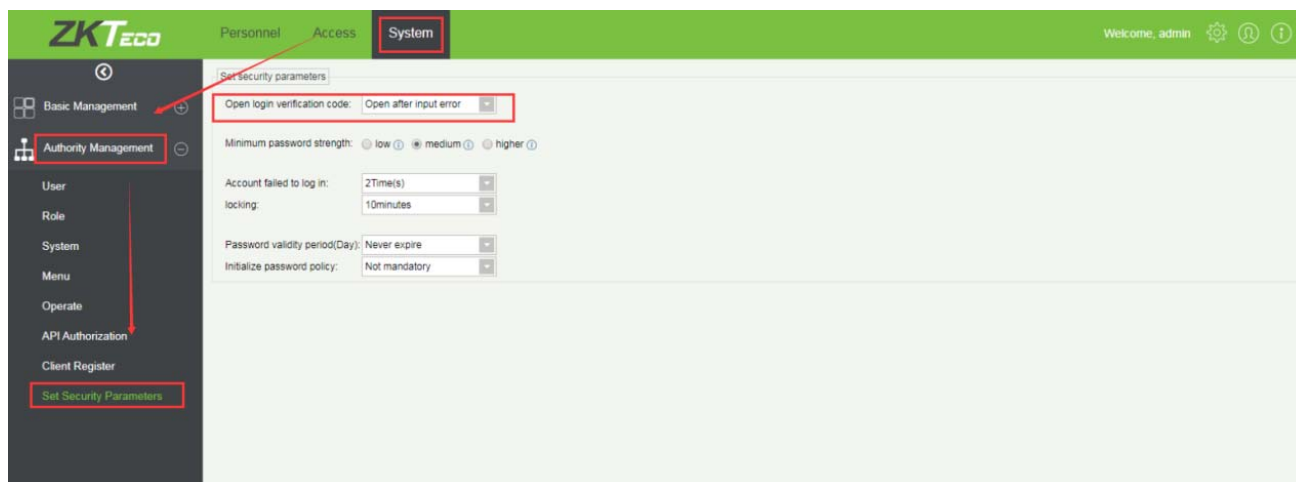 ZKTeco Personnel Access System Welcome, admin
Basic Management
Authority Management
User
Role
System
Menu
Operate
API Authorization
Client Register
Set Security Parameters
Set security parameters
Open login verification code: Open after input error
Minimum password strength: low medium higher
Account failed to log in: 2Time(s)
locking: 10minutes
Password validity period(Day): Never expire
Initialize password policy: Not mandatory